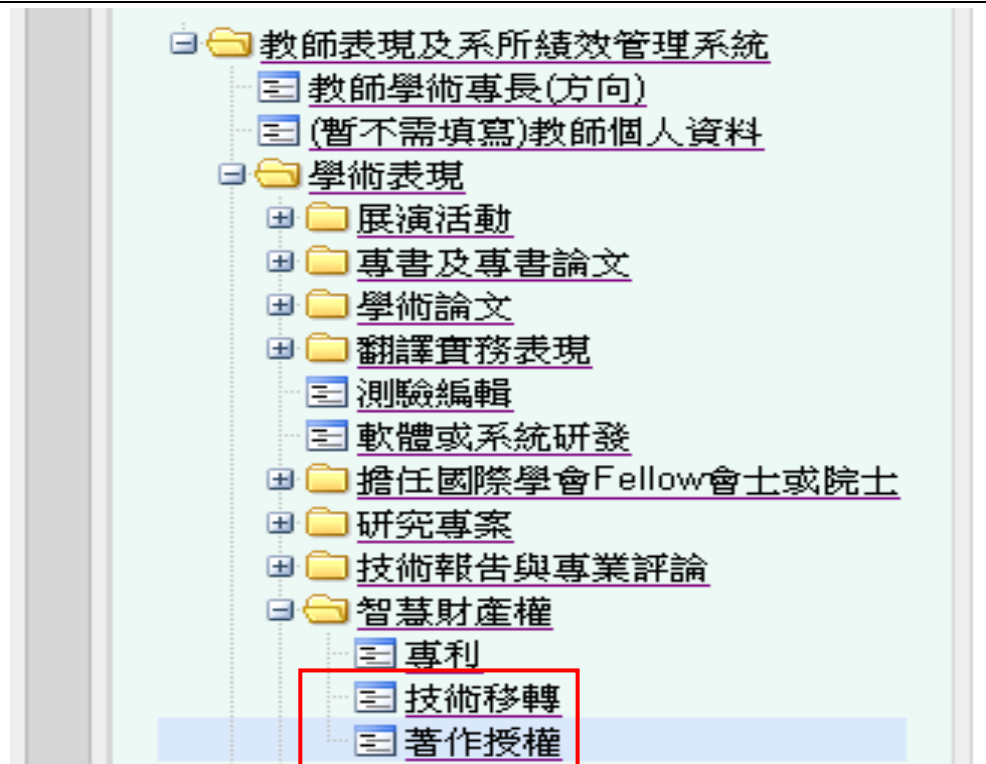 教師表現及系所績效管理系統
教師學術專長(方向)
(暫不需填寫)教師個人資料
學術表現
展演活動
專書及專書論文
學術論文
翻譯實務表現
測驗編輯
軟體或系統研發
擔任國際學會Fellow會士或院士
研究專案
技術報告與專業評論
智慧財產權
專利
技術移轉
著作授權